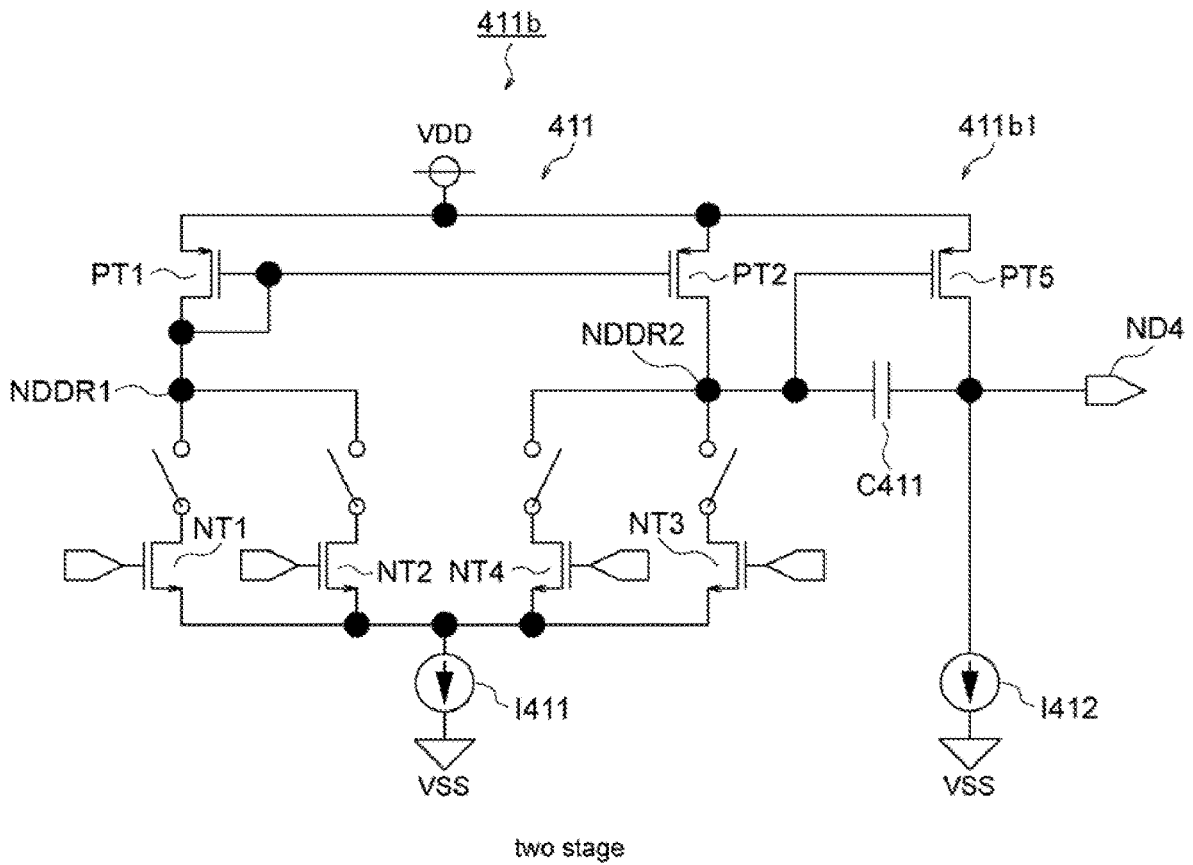 411b
VDD
411
411b1
PT1
PT2
PT5
NDDR2
ND4
NDDR1
C411
NT1
NT2
NT4
NT3
I411
I412
VSS
VSS
two stage